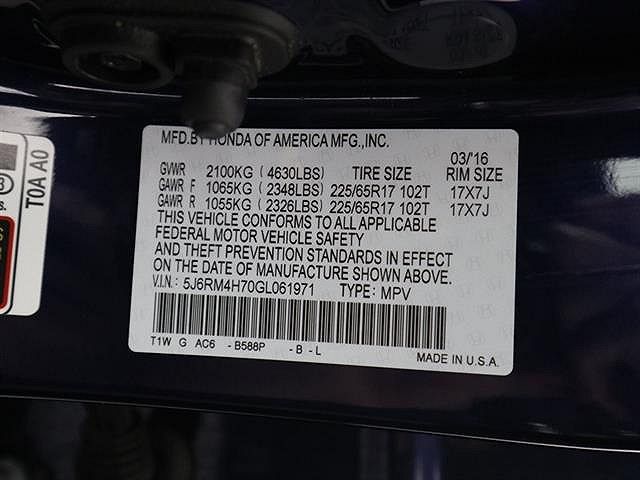 MFD.BY HONDA OF AMERICA MFG.,INC.
03/'16
GVWR 2100KG ( 4630LBS) TIRE SIZE RIM SIZE
GAWR F 1065KG ( 2348LBS) 225/65R17 102T 17X7J
GAWR R 1055KG ( 2326LBS) 225/65R17 102T 17X7J
THIS VEHICLE CONFORMS TO ALL APPLICABLE
FEDERAL MOTOR VEHICLE SAFETY
AND THEFT PREVENTION STANDARDS IN EFFECT
ON THE DATE OF MANUFACTURE SHOWN ABOVE.
V.I.N: 5J6RM4H70GL061971 TYPE: MPV
T1W G AC6 -B588P -B-L
MADE IN U.S.A.
T0A A0
s.